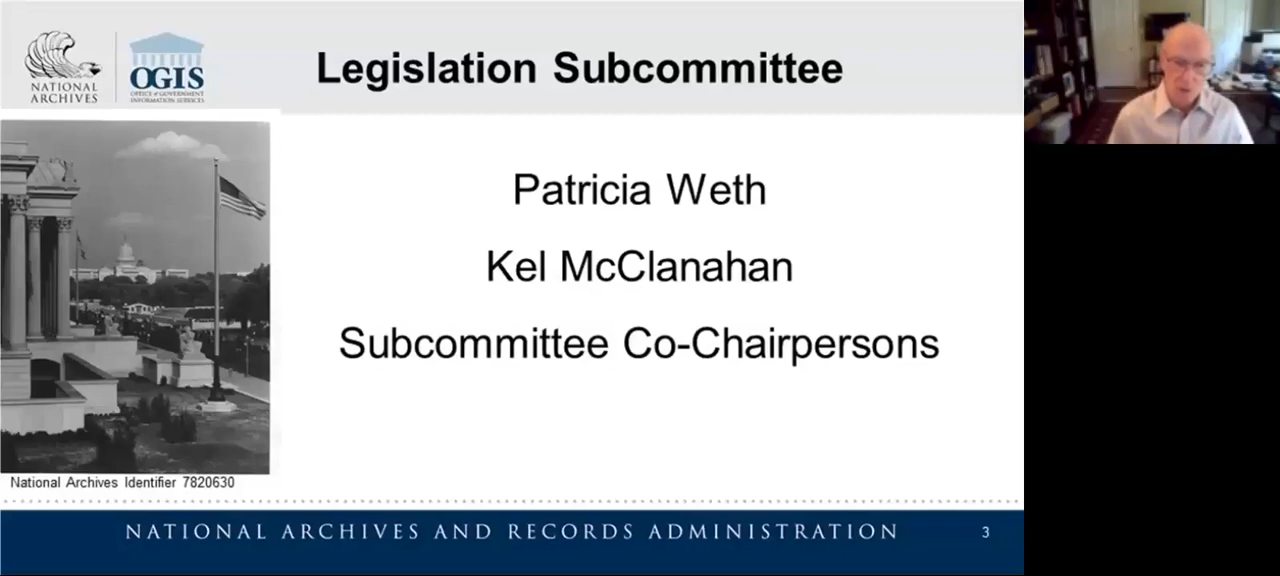 Legislation Subcommittee
NATIONAL
ARCHIVES
OGIS
OFFICE of GOVERNMENT
INFORMATION SERVICES
Patricia Weth
Kel McClanahan
Subcommittee Co-Chairpersons
National Archives Identifier 7820630
NATIONAL ARCHIVES AND RECORDS ADMINISTRATION
3